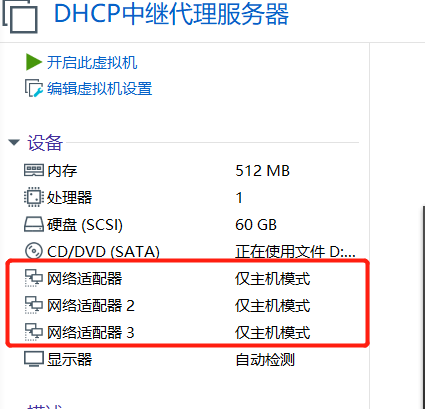 DHCP中继代理服务器
开启此虚拟机
编辑虚拟机设置
设备
内存 512 MB
处理器 1
硬盘 (SCSI) 60 GB
CD/DVD (SATA) 正在使用文件 D:...
网络适配器 仅主机模式
网络适配器 2 仅主机模式
网络适配器 3 仅主机模式
显示器 自动检测